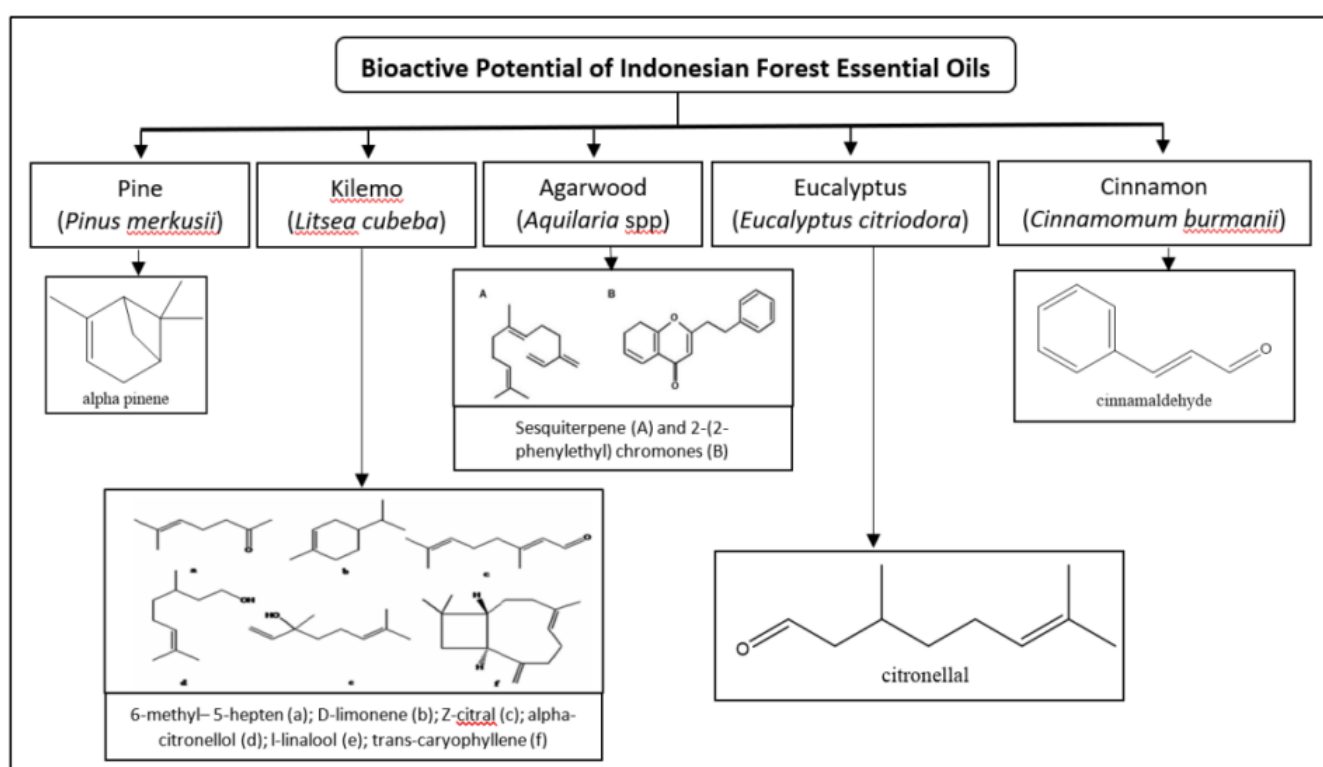 Bioactive Potential of Indonesian Forest Essential Oils
Pine
(Pinus merkusii)
Kilemo
(Litsea cubeba)
Agarwood
(Aquilaria spp)
Eucalyptus
(Eucalyptus citriodora)
Cinnamon
(Cinnamomum burmanii)
alpha pinene
A
B
O
O
Sesquiterpene (A) and 2-(2-
phenylethyl) chromones (B)
O
cinnamaldehyde
O
a
b
O
c
OH
d
HO
e
H
H
f
6-methyl– 5-hepten (a); D-limonene (b); Z-citral (c); alpha-
citronellol (d); l-linalool (e); trans-caryophyllene (f)
O
citronellal